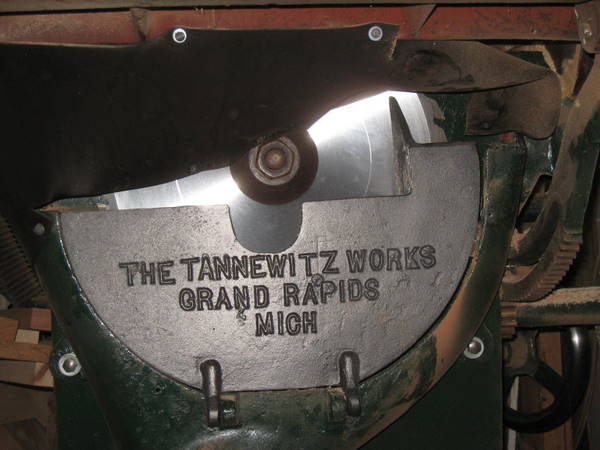 THE TANNEWITZ WORKS
GRAND RAPIDS
MICH